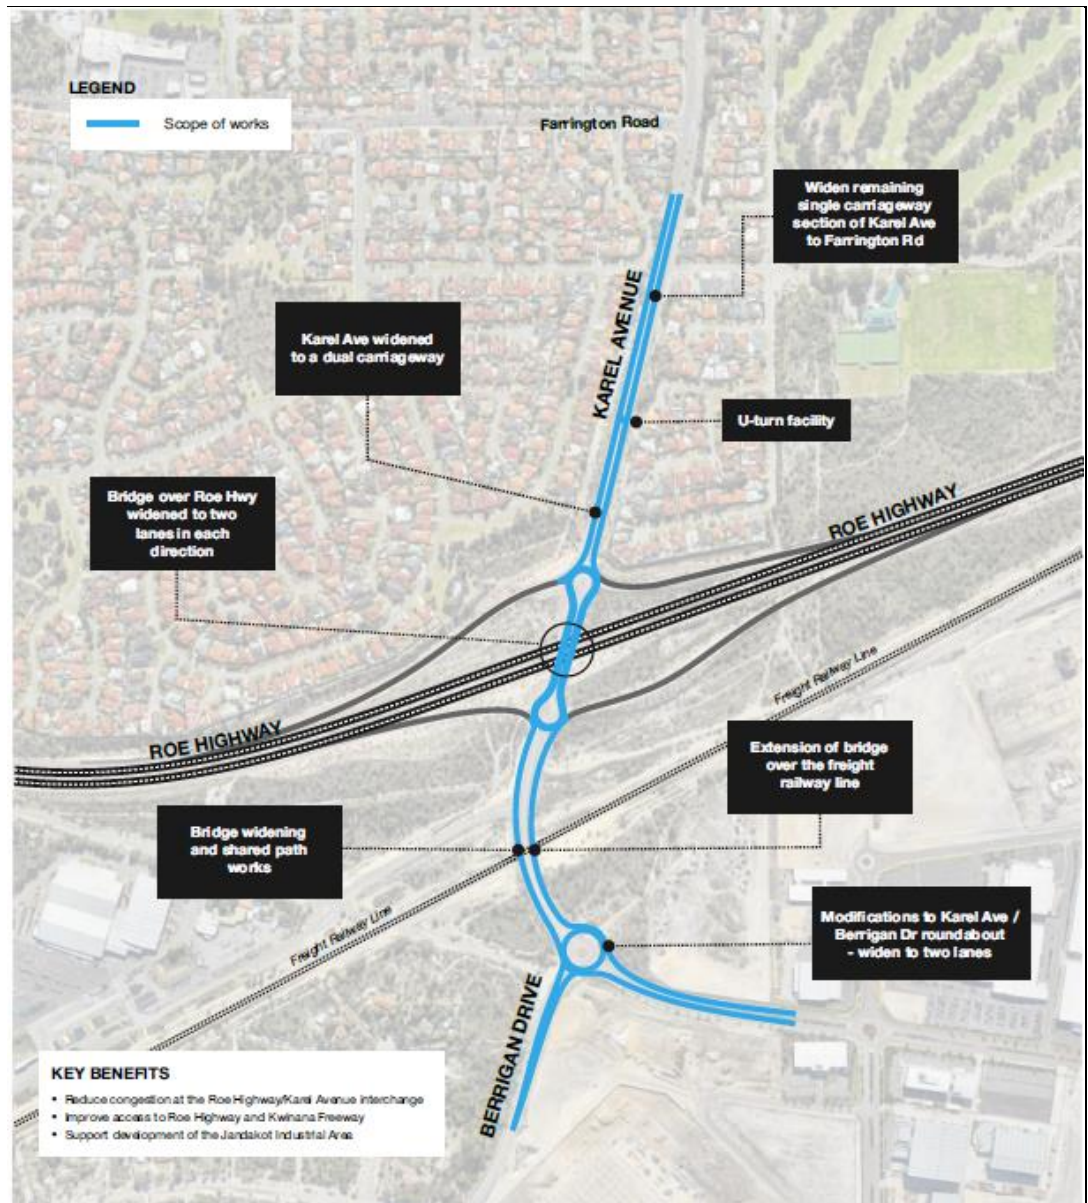 LEGEND
Scope of works
Farrington Road
Widen remaining
single carriageway
section of Karel Ave
to Farrington Rd
KAREL AVENUE
Karel Ave widened
to a dual carriageway
U-turn facility
Bridge over Roe Hwy
widened to two
lanes in each
direction
ROE HIGHWAY
Freight Railway Line
ROE HIGHWAY
Extension of bridge
over the freight
railway line
Bridge widening
and shared path
works
Freight Railway Line
Modifications to Karel Ave /
Berrigan Dr roundabout
- widen to two lanes
BERRIGAN DRIVE
KEY BENEFITS
• Reduce congestion at the Roe Highway/Karel Avenue interchange
• Improve access to Roe Highway and Kwinana Freeway
• Support development of the Jandakot Industrial Area